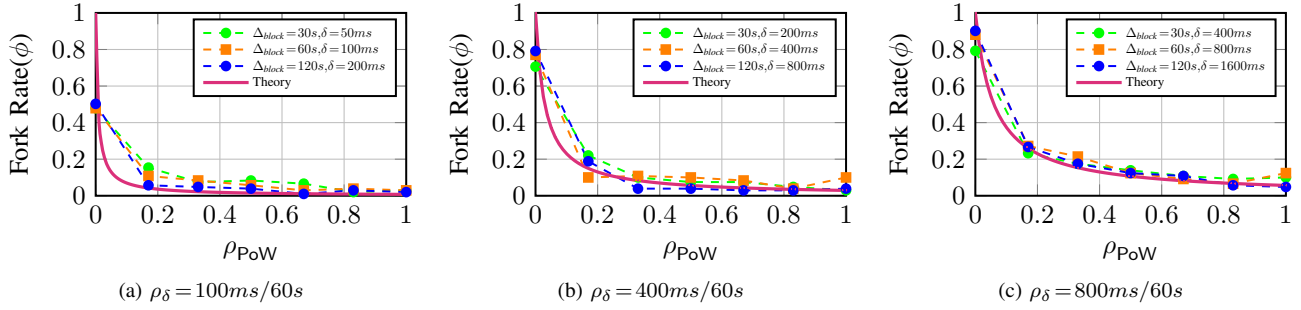 Fork Rate(ϕ)
1
0.8
0.6
0.4
0.2
0
0 0.2 0.4 0.6 0.8 1
ρPoW
Δblock=30s,δ=50ms
Δblock=60s,δ=100ms
Δblock=120s,δ=200ms
Theory
(a) ρδ=100ms/60s
Fork Rate(ϕ)
1
0.8
0.6
0.4
0.2
0
0 0.2 0.4 0.6 0.8 1
ρPoW
Δblock=30s,δ=200ms
Δblock=60s,δ=400ms
Δblock=120s,δ=800ms
Theory
(b) ρδ=400ms/60s
Fork Rate(ϕ)
1
0.8
0.6
0.4
0.2
0
0 0.2 0.4 0.6 0.8 1
ρPoW
Δblock=30s,δ=400ms
Δblock=60s,δ=800ms
Δblock=120s,δ=1600ms
Theory
(c) ρδ=800ms/60s